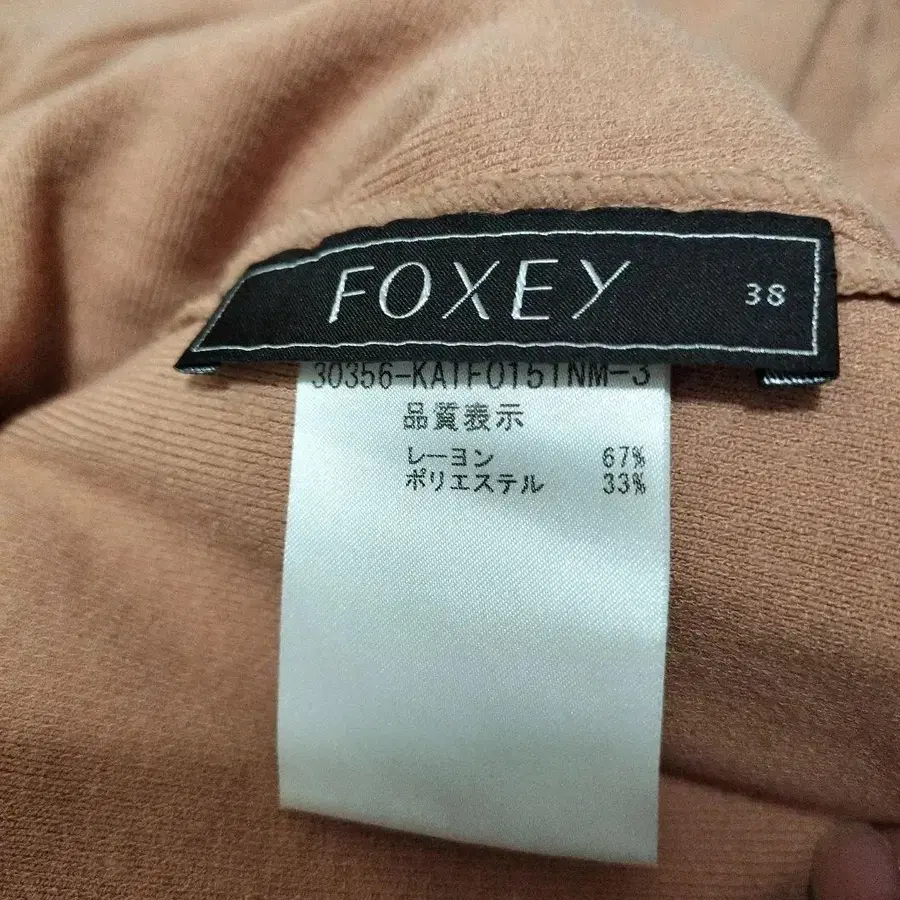 FOXEY
38
30356-KATF0151NM-3
品質表示
レーヨン 67%
ポリエステル 33%